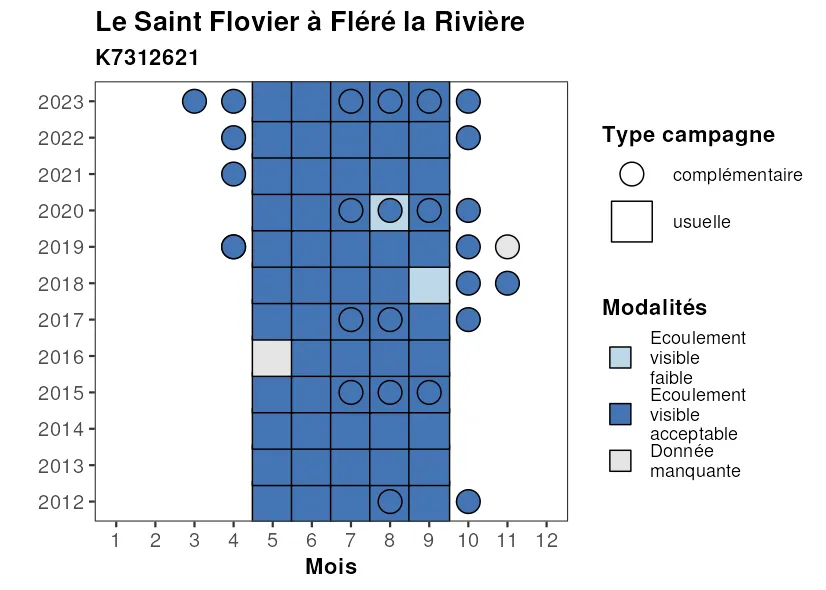 Le Saint Flovier à Fléré la Rivière
K7312621
2023
2022
2021
2020
2019
2018
2017
2016
2015
2014
2013
2012
1 2 3 4 5 6 7 8 9 10 11 12
Mois
Type campagne
complémentaire
usuelle
Modalités
Ecoulement
visible
faible
Ecoulement
visible
acceptable
Donnée
manquante